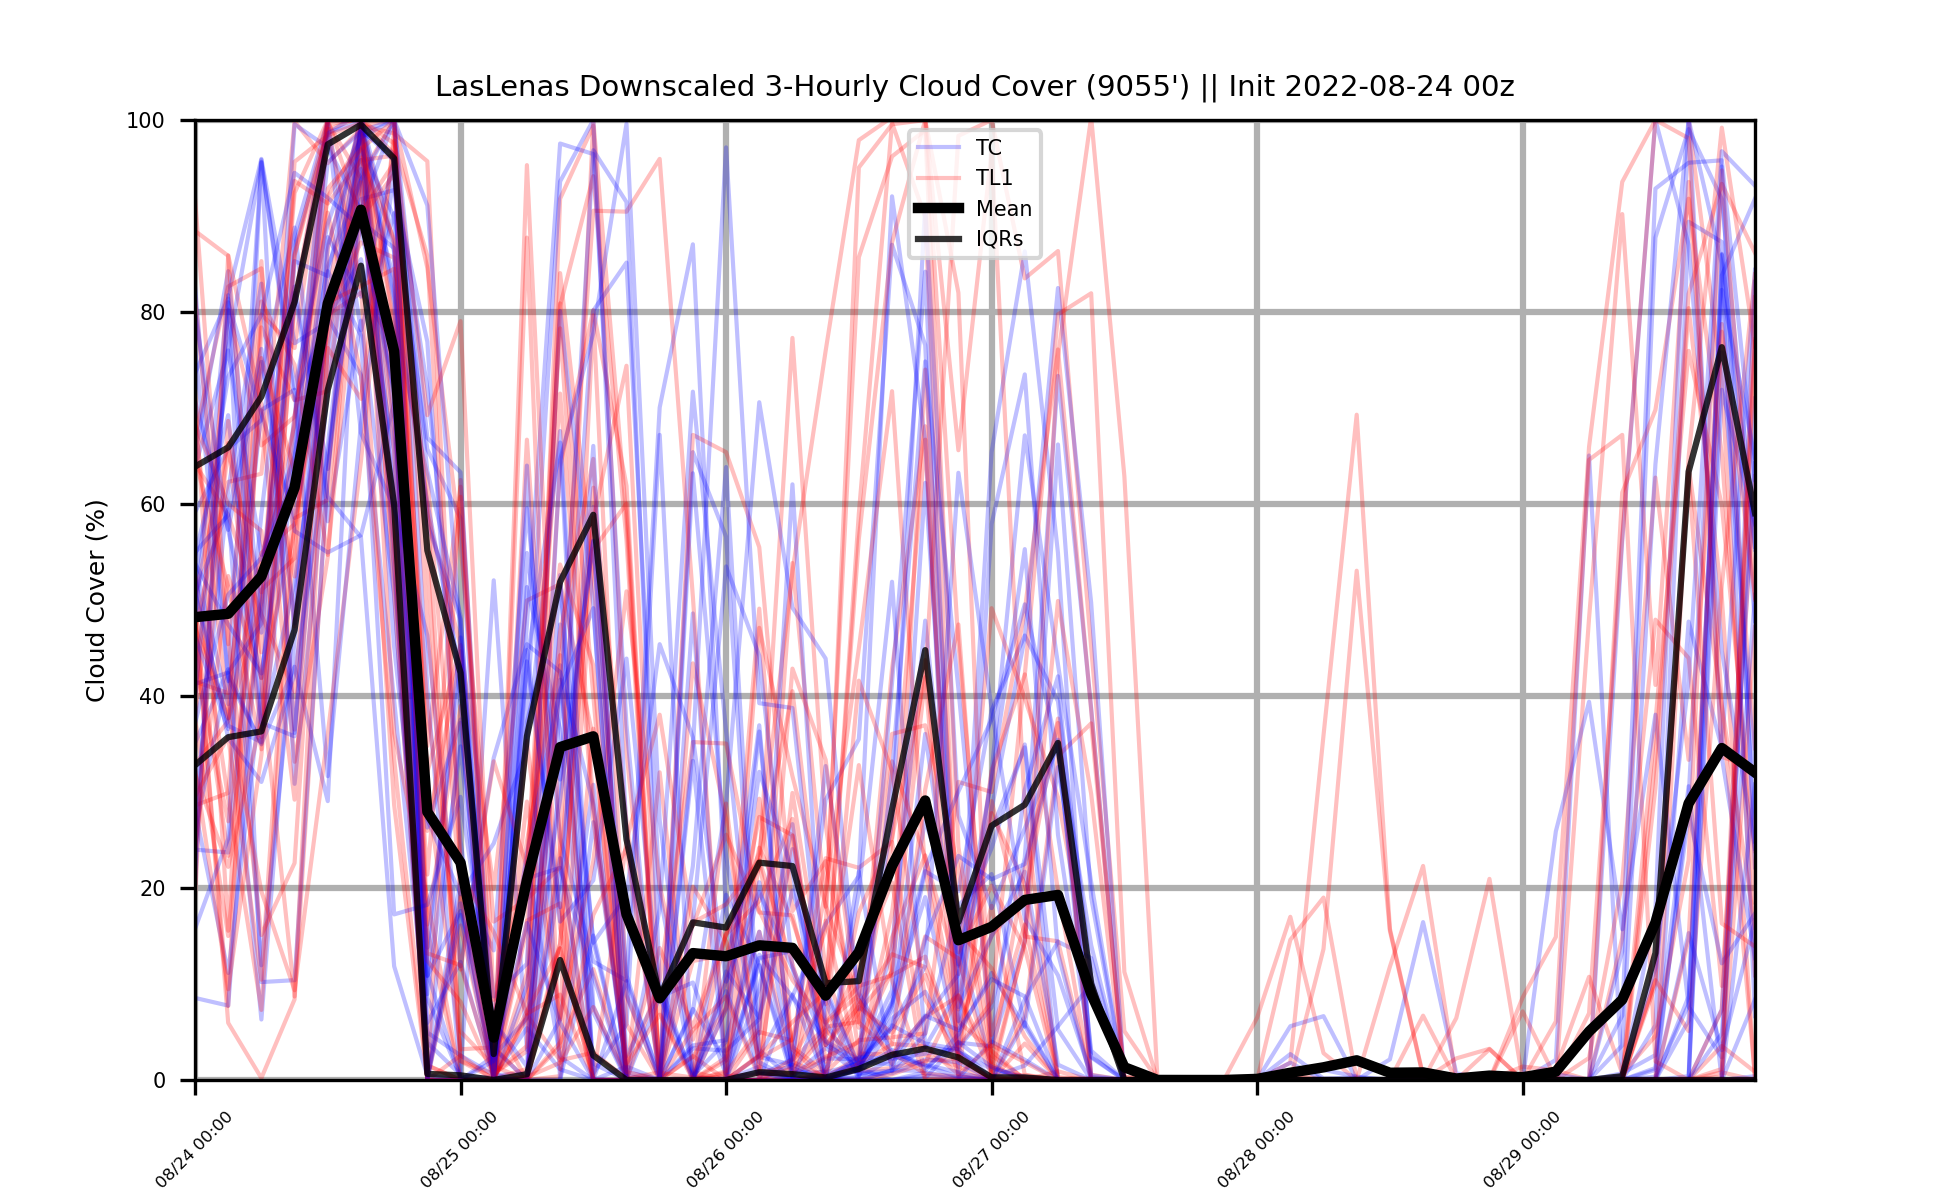 LasLenas Downscaled 3-Hourly Cloud Cover (9055') || Init 2022-08-24 00z
Cloud Cover (%)
100
80
60
40
20
0
TC
TL1
Mean
IQRs
08/24 00:00
08/25 00:00
08/26 00:00
08/27 00:00
08/28 00:00
08/29 00:00